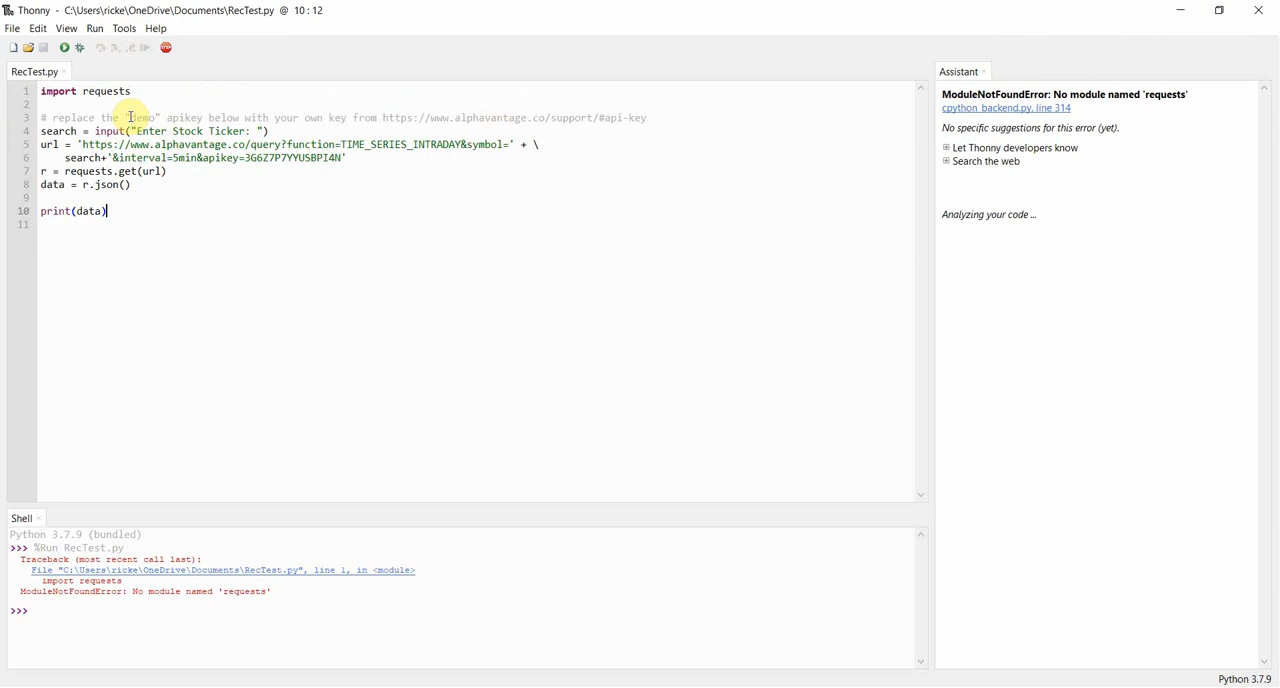 Thonny - C:\Users\ricke\OneDrive\Documents\RecTest.py @ 10 : 12
File Edit View Run Tools Help
STOP
RecTest.py
1 import requests
2
3 # replace the "demo" apikey below with your own key from https://www.alphavantage.co/support/#api-key
4 search = input("Enter Stock Ticker: ")
5 url = 'https://www.alphavantage.co/query?function=TIME_SERIES_INTRADAY&symbol=' + \
6 search+'&interval=5min&apikey=3G6Z7P7YYUSBPI4N'
7 r = requests.get(url)
8 data = r.json()
9
10 print(data)
11
Shell
Python 3.7.9 (bundled)
>>> %Run RecTest.py
Traceback (most recent call last):
File "C:\Users\ricke\OneDrive\Documents\RecTest.py", line 1, in <module>
import requests
ModuleNotFoundError: No module named 'requests'
>>>
Assistant
ModuleNotFoundError: No module named 'requests'
cpython_backend.py, line 314
No specific suggestions for this error (yet).
Let Thonny developers know
Search the web
Analyzing your code ...
Python 3.7.9